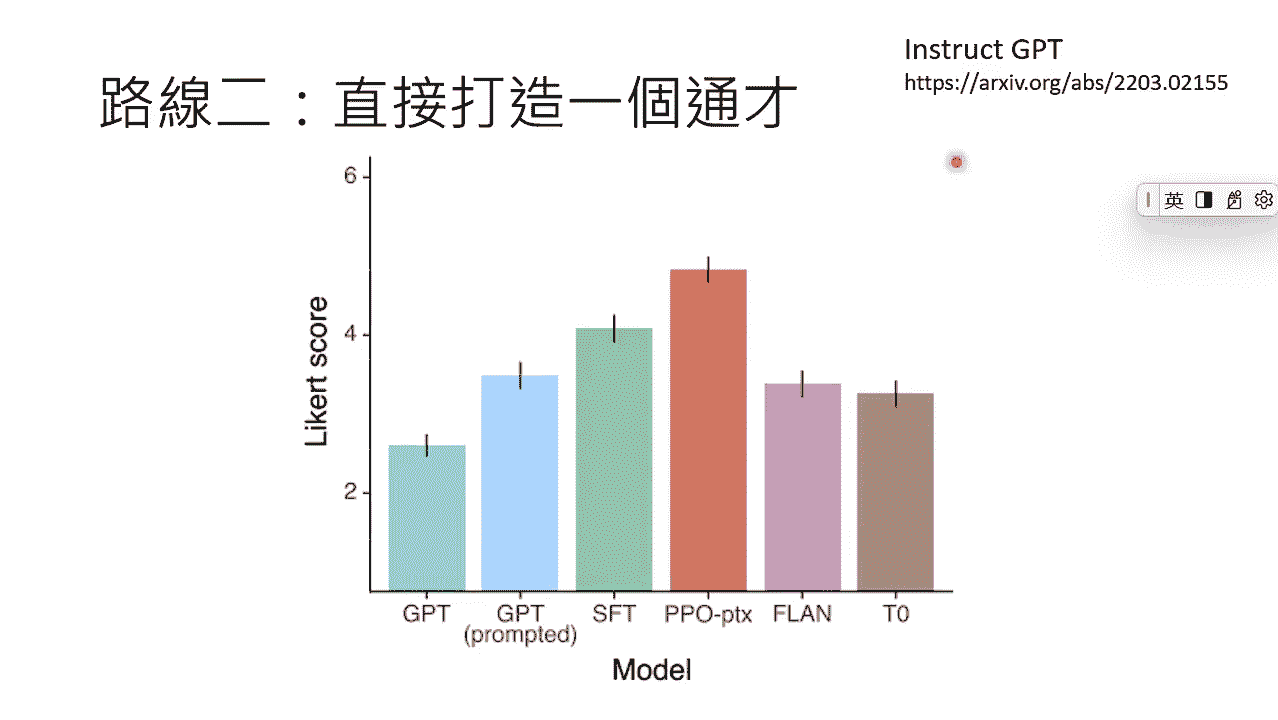 Instruct GPT
https://arxiv.org/abs/2203.02155
路線二：直接打造一個通才
英
6
4
2
Likert score
GPT
GPT
(prompted)
SFT
PPO-ptx
FLAN
T0
Model